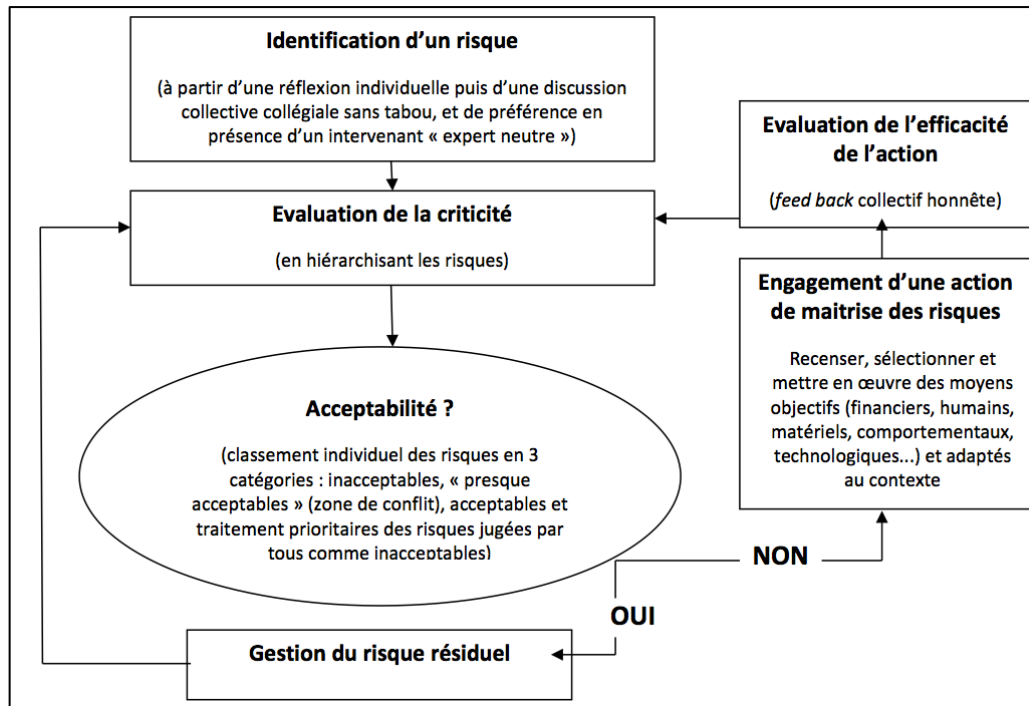 Identification d’un risque
(à partir d’une réflexion individuelle puis d’une discussion
collective collégiale sans tabou, et de préférence en
présence d’un intervenant « expert neutre »)
Evaluation de l’efficacité
de l’action
(feed back collectif honnête)
Evaluation de la criticité
(en hiérarchisant les risques)
Engagement d’une action
de maitrise des risques
Recenser, sélectionner et
mettre en œuvre des moyens
objectifs (financiers, humains,
matériels, comportementaux,
technologiques...) et adaptés
au contexte
Acceptabilité ?
(classement individuel des risques en 3
catégories : inacceptables, « presque
acceptables » (zone de conflit), acceptables et
traitement prioritaires des risques jugées par
tous comme inacceptables)
NON
OUI
Gestion du risque résiduel